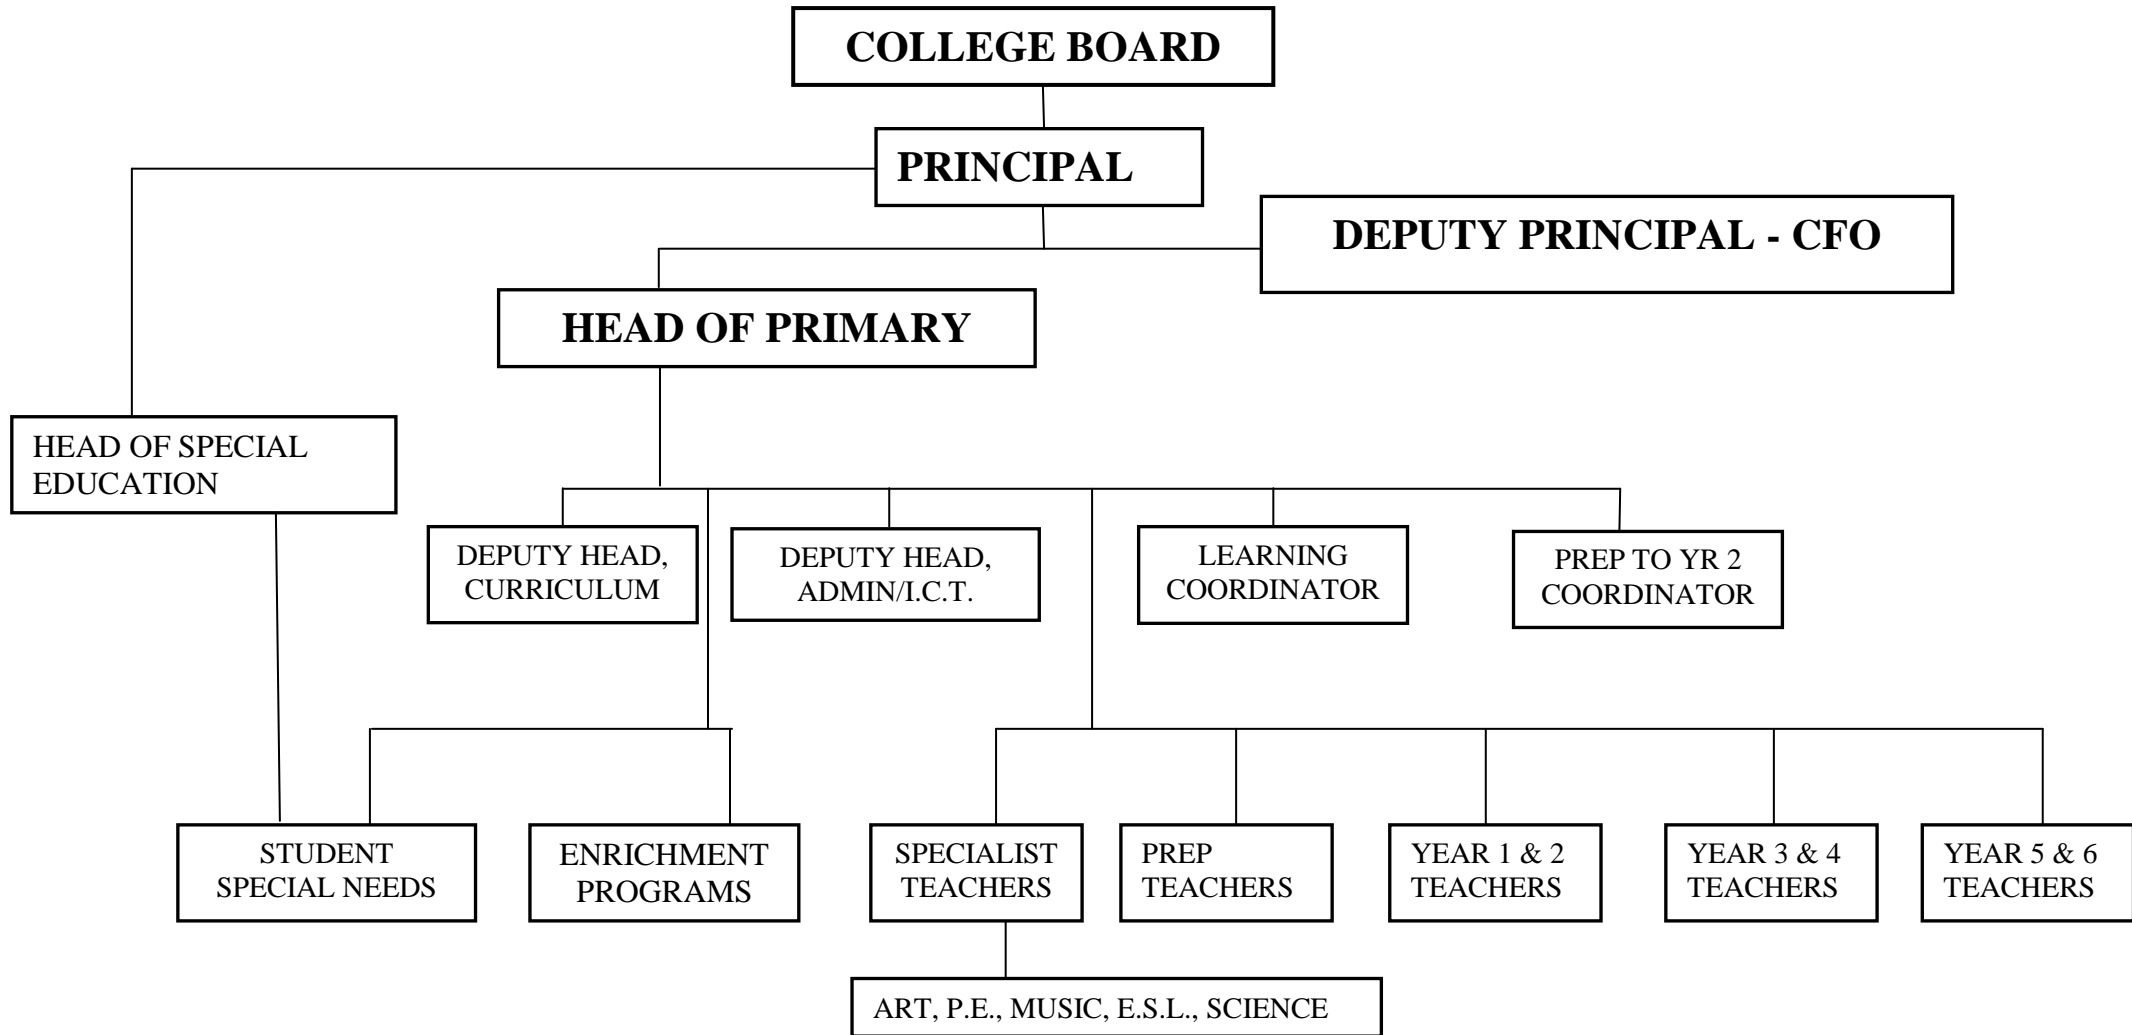 COLLEGE BOARD
PRINCIPAL
DEPUTY PRINCIPAL - CFO
HEAD OF PRIMARY
HEAD OF SPECIAL
EDUCATION
DEPUTY HEAD,
CURRICULUM
DEPUTY HEAD,
ADMIN/I.C.T.
LEARNING
COORDINATOR
PREP TO YR 2
COORDINATOR
STUDENT
SPECIAL NEEDS
ENRICHMENT
PROGRAMS
SPECIALIST
TEACHERS
PREP
TEACHERS
YEAR 1 & 2
TEACHERS
YEAR 3 & 4
TEACHERS
YEAR 5 & 6
TEACHERS
ART, P.E., MUSIC, E.S.L., SCIENCE